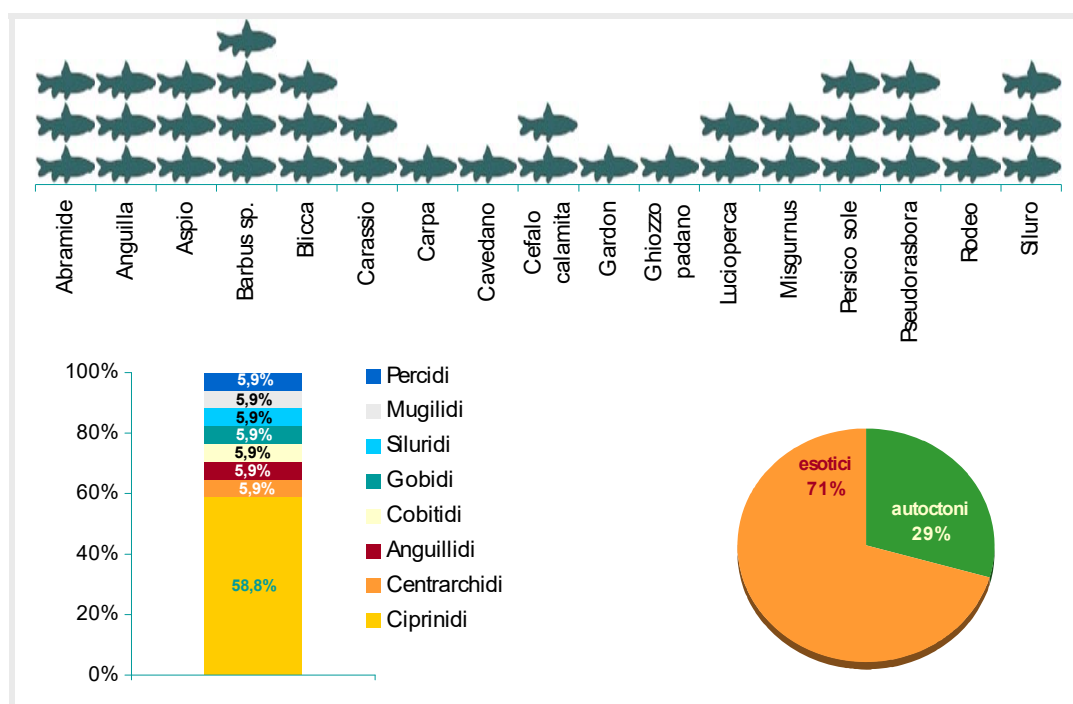 Abramide
Anguilla
Aspio
Barbus sp.
Blicca
Carassio
Carpa
Cavedano
Cefalo
calamita
Gardon
Ghiozzo
padano
Lucioperca
Misgurnus
Persico sole
Pseudorasbora
Rodeo
Siluro
100%
80%
60%
40%
20%
0%
5,9%
5,9%
5,9%
5,9%
5,9%
5,9%
5,9%
58,8%
Percidi
Mugilidi
Siluridi
Gobidi
Cobitidi
Anguillidi
Centrarchidi
Ciprinidi
esotici
71%
autoctoni
29%